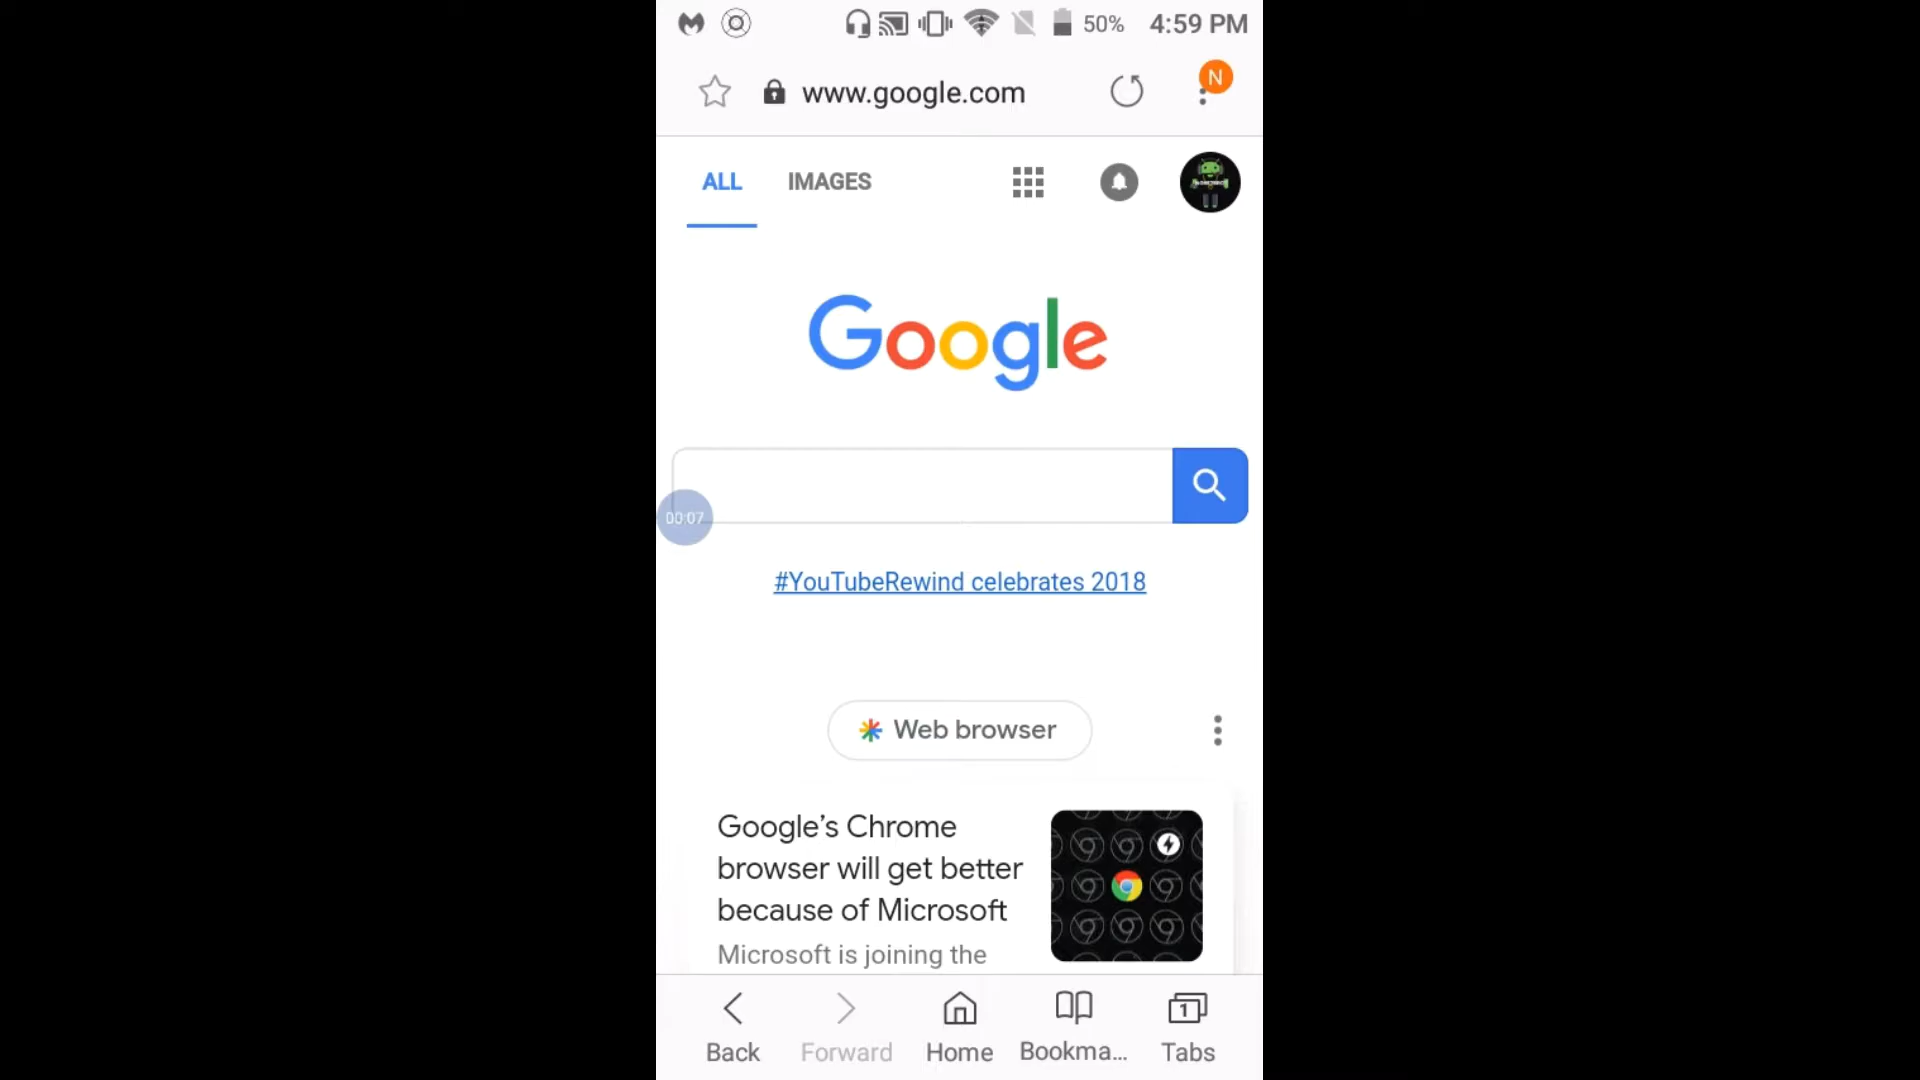 50% 4:59 PM
www.google.com N
ALL IMAGES
Google
00:07
#YouTubeRewind celebrates 2018
Web browser
Google’s Chrome
browser will get better
because of Microsoft
Microsoft is joining the
1
Back Forward Home Bookma... Tabs